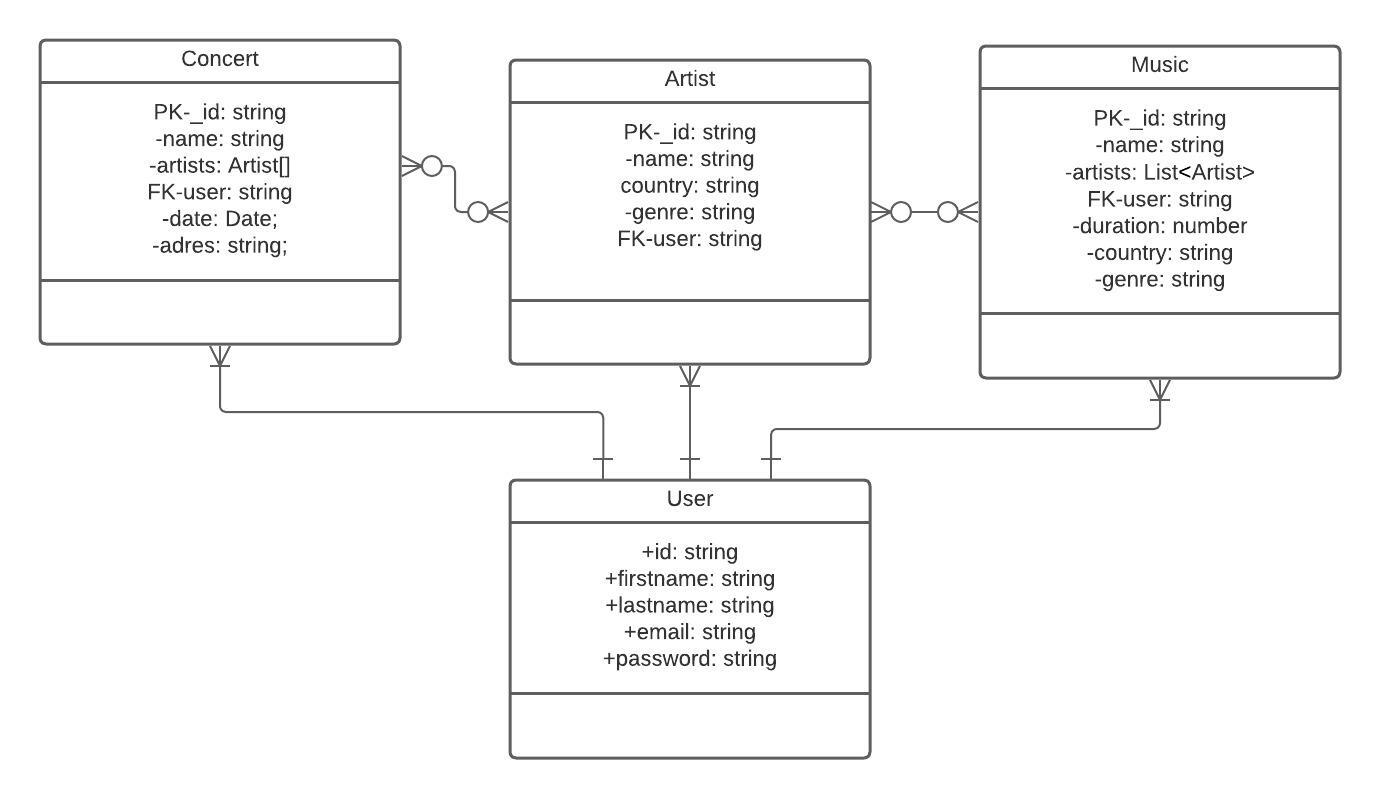 Concert
PK-_id: string
-name: string
-artists: Artist[]
FK-user: string
-date: Date;
-adres: string;
Artist
PK-_id: string
-name: string
country: string
-genre: string
FK-user: string
Music
PK-_id: string
-name: string
-artists: List<Artist>
FK-user: string
-duration: number
-country: string
-genre: string
User
+id: string
+firstname: string
+lastname: string
+email: string
+password: string